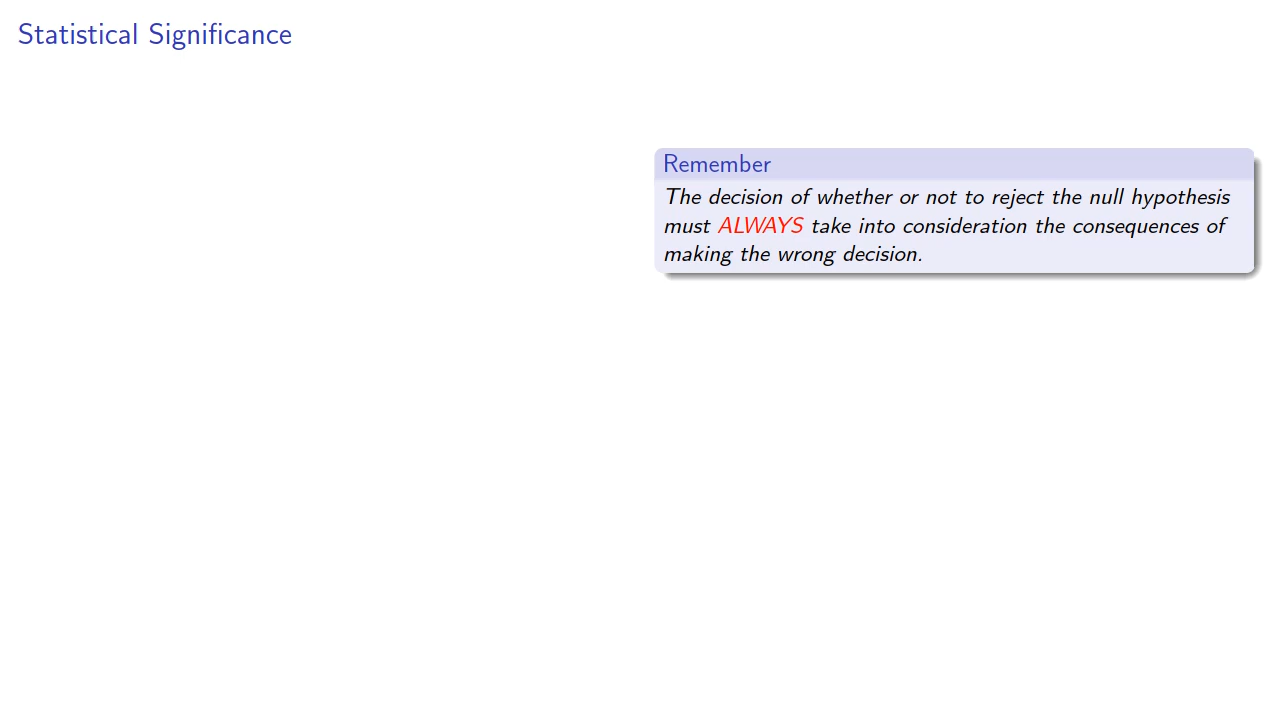 Statistical Significance
Remember
The decision of whether or not to reject the null hypothesis
must ALWAYS take into consideration the consequences of
making the wrong decision.